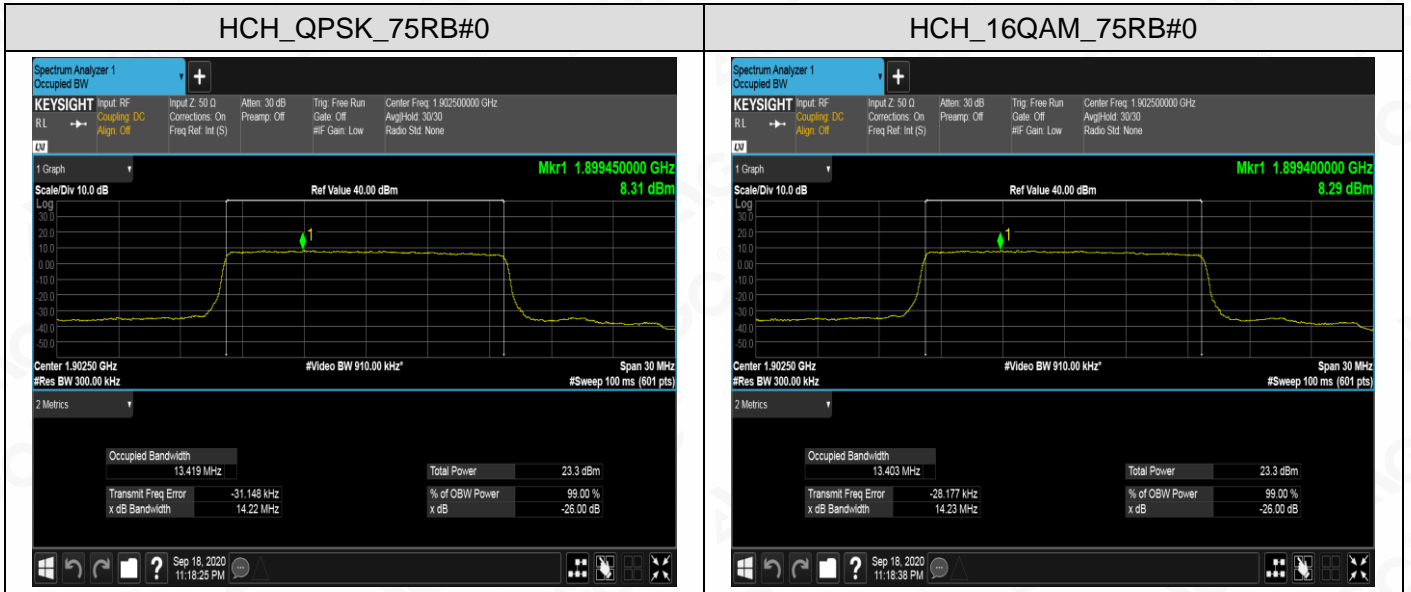 HCH_QPSK_75RB#0
Spectrum Analyzer 1
Occupied BW
+
KEYSIGHT Input: RF Input Z: 50 Ω Atten: 30 dB Trig: Free Run Center Freq: 1.902500000 GHz
RL Coupling: DC Corrections: On Preamp: Off Gate: Off Avg|Hold: 30/30
Align: Off Freq Ref: Int (S) #IF Gain: Low Radio Std: None
LXI
1 Graph Mkr1 1.899450000 GHz
Scale/Div 10.0 dB Ref Value 40.00 dBm 8.31 dBm
Log
30.0
20.0
1
10.0
0.00
-10.0
-20.0
-30.0
-40.0
-50.0
Center 1.90250 GHz #Video BW 910.00 kHz* Span 30 MHz
#Res BW 300.00 kHz #Sweep 100 ms (601 pts)
2 Metrics
Occupied Bandwidth
13.419 MHz Total Power 23.3 dBm
Transmit Freq Error -31.148 kHz % of OBW Power 99.00 %
x dB Bandwidth 14.22 MHz x dB -26.00 dB
? Sep 18, 2020
11:18:25 PM
HCH_16QAM_75RB#0
Spectrum Analyzer 1
Occupied BW
+
KEYSIGHT Input: RF Input Z: 50 Ω Atten: 30 dB Trig: Free Run Center Freq: 1.902500000 GHz
RL Coupling: DC Corrections: On Preamp: Off Gate: Off Avg|Hold: 30/30
Align: Off Freq Ref: Int (S) #IF Gain: Low Radio Std: None
LXI
1 Graph Mkr1 1.899400000 GHz
Scale/Div 10.0 dB Ref Value 40.00 dBm 8.29 dBm
Log
30.0
20.0
1
10.0
0.00
-10.0
-20.0
-30.0
-40.0
-50.0
Center 1.90250 GHz #Video BW 910.00 kHz* Span 30 MHz
#Res BW 300.00 kHz #Sweep 100 ms (601 pts)
2 Metrics
Occupied Bandwidth
13.403 MHz Total Power 23.3 dBm
Transmit Freq Error -28.177 kHz % of OBW Power 99.00 %
x dB Bandwidth 14.23 MHz x dB -26.00 dB
? Sep 18, 2020
11:18:38 PM